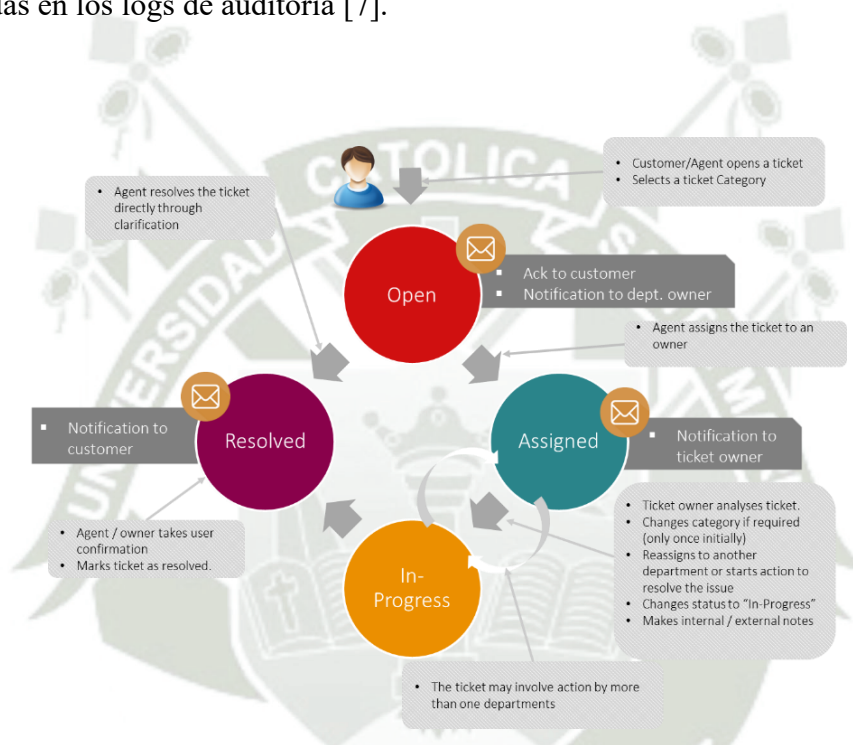 das en los logs de auditoría [7].
CATOLICA
UNIVERSIDAD
• Customer/Agent opens a ticket
• Selects a ticket Category
• Agent resolves the ticket
directly through
clarification
Open
▪ Ack to customer
▪ Notification to dept. owner
• Agent assigns the ticket to an
owner
▪ Notification to
customer
Resolved
Assigned
▪ Notification to
ticket owner
• Agent / owner takes user
confirmation
• Marks ticket as resolved.
• Ticket owner analyses ticket.
• Changes category if required
(only once initially)
• Reassigns to another
department or starts action to
resolve the issue
• Changes status to “In-Progress”
• Makes internal / external notes
In-
Progress
• The ticket may involve action by more
than one departments